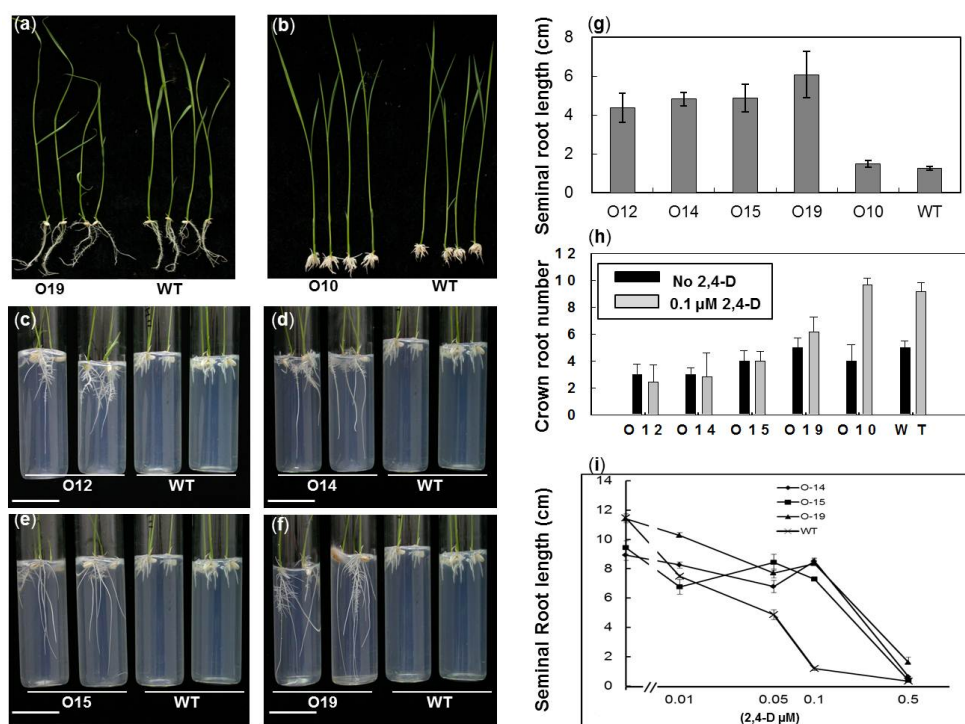 (a)
O19 WT
(b)
O10 WT
(c)
O12 WT
(d)
O14 WT
(e)
O15 WT
(f)
O19 WT
(g)
Seminal root length (cm)
8
6
4
2
0
O12 O14 O15 O19 O10 WT
(h)
Crown root number
1 2
1 0
8
6
4
2
0
No 2,4-D
0.1 µM 2,4-D
O 1 2 O 1 4 O 1 5 O 1 9 O 1 0 W T
(i)
Seminal Root length (cm)
14
12
10
8
6
4
2
0
O-14
O-15
O-19
WT
0.01 0.05 0.1 0.5
(2,4-D µM)